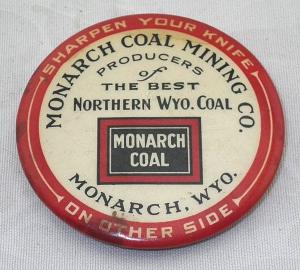 SHARPEN YOUR KNIFE
MONARCH COAL MINING CO.
PRODUCERS
of
THE BEST
NORTHERN WYO. COAL
MONARCH
COAL
MONARCH, WYO.
ON OTHER SIDE